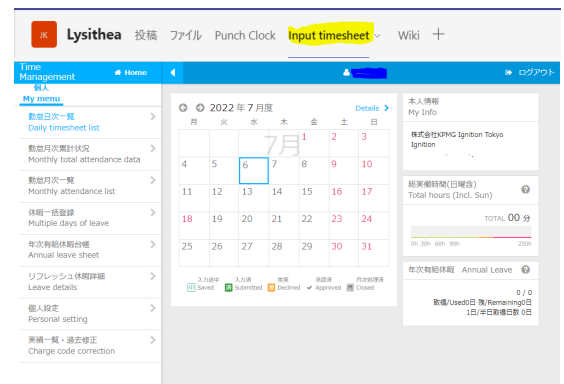 JK Lysithea 投稿 ファイル Punch Clock Input timesheet Wiki
Time Management Home ログアウト
個人
My menu
勤怠日次一覧
Daily timesheet list
勤怠月次累計状況
Monthly total attendance data
勤怠月次一覧
Monthly attendance list
休暇一括登録
Multiple days of leave
年次有給休暇台帳
Annual leave sheet
リフレッシュ休暇詳細
Leave details
個人設定
Personal setting
実績一覧・過去修正
Charge code correction
2022 年 7 月度 Details
月 火 水 木 金 土 日
7月
1 2 3
4 5 6 7 8 9 10
11 12 13 14 15 16 17
18 19 20 21 22 23 24
25 26 27 28 29 30 31
入力途中 入力済 差戻 承認済 月次処理済
Saved Submitted Declined Approved Closed
本人情報
My Info
株式会社KPMG Ignition Tokyo
Ignition
総実働時間(日曜含)
Total hours (Incl. Sun)
TOTAL 00 分
0h 30h 60h 90h 250h
年次有給休暇 Annual Leave
0 / 0
取得/Used0日 残/Remaining0日
1日/半日取得日数 0日